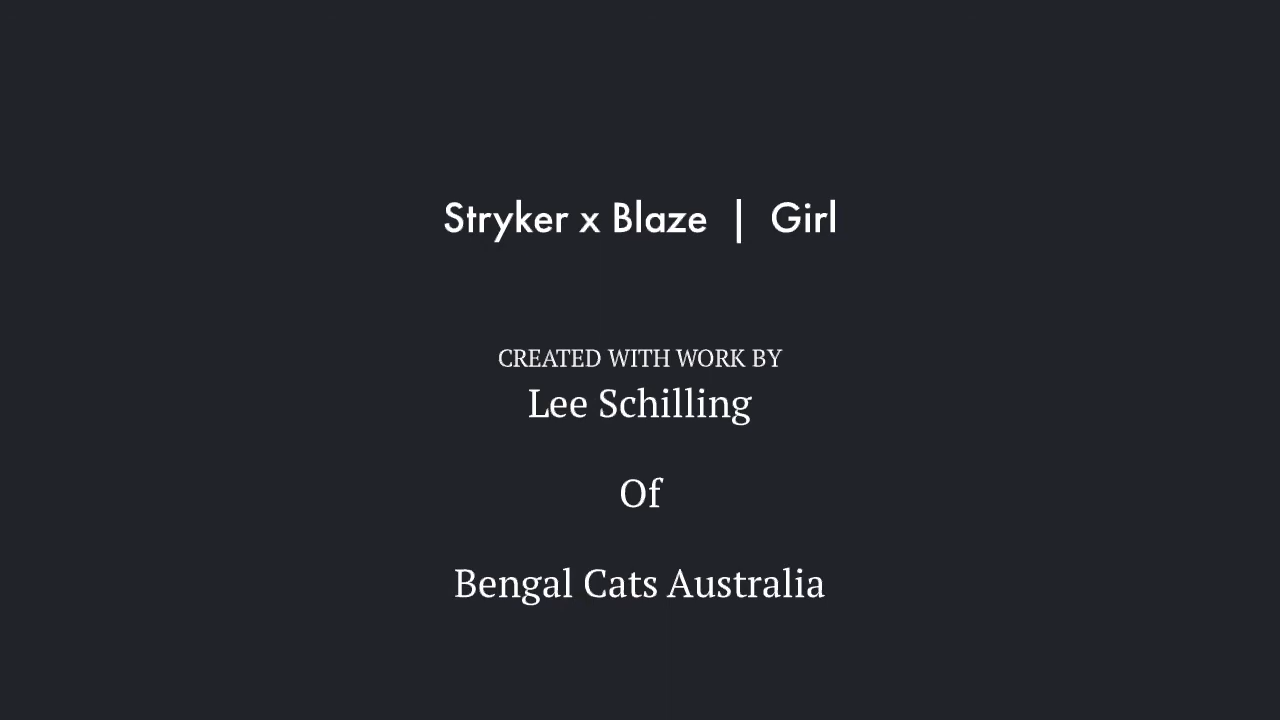 Stryker x Blaze | Girl
CREATED WITH WORK BY
Lee Schilling
Of
Bengal Cats Australia